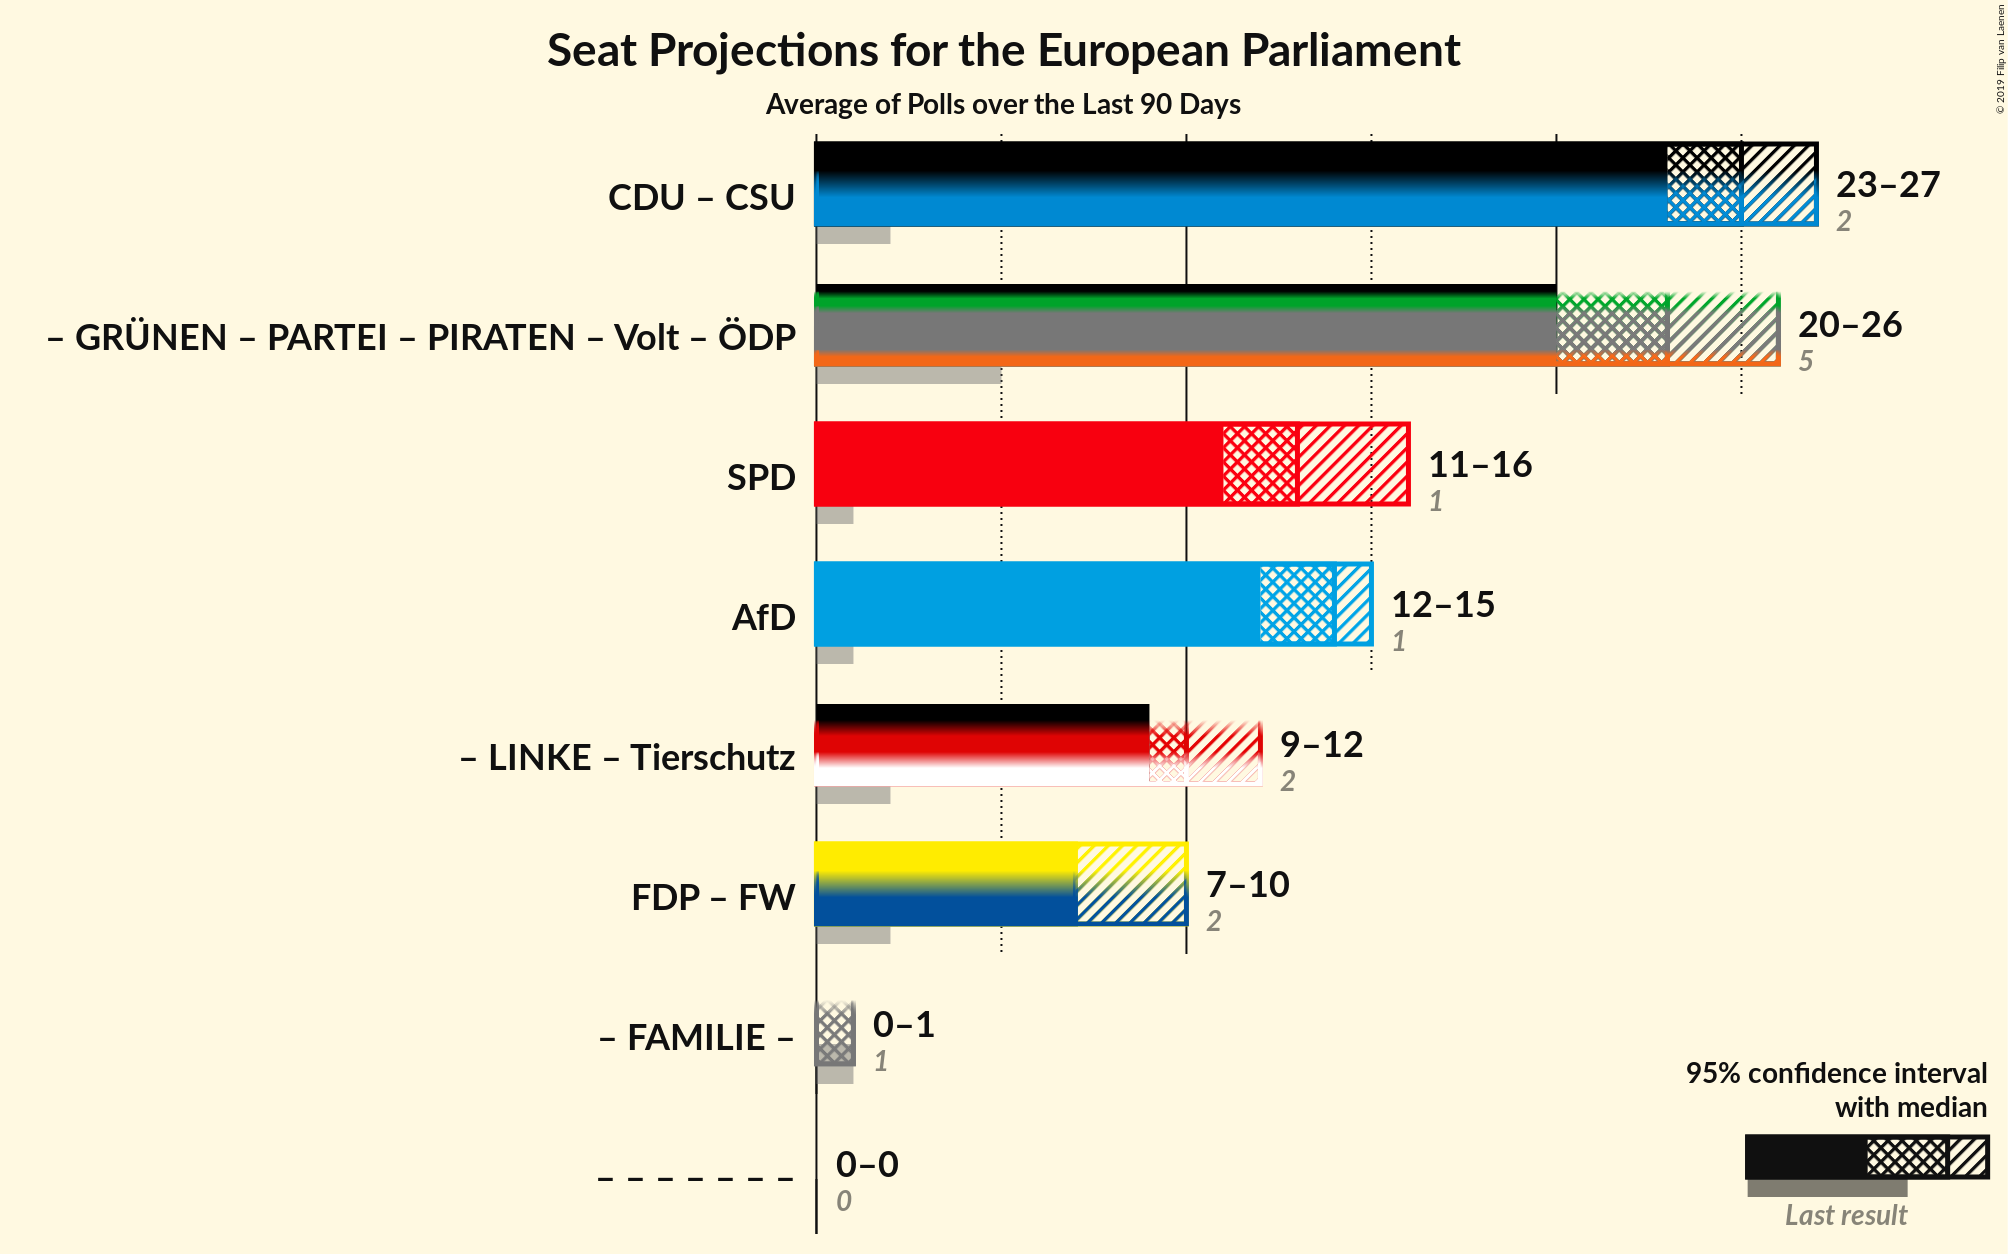 Seat Projections for the European Parliament
Average of Polls over the Last 90 Days
© 2019 Filip van Laenen
CDU – CSU
23–27
2
– GRÜNEN – PARTEI – PIRATEN – Volt – ÖDP
20–26
5
SPD
11–16
1
AfD
12–15
1
– LINKE – Tierschutz
9–12
2
FDP – FW
7–10
2
– FAMILIE –
0–1
1
– – – – – – –
0–0
0
95% confidence interval
with median
Last result